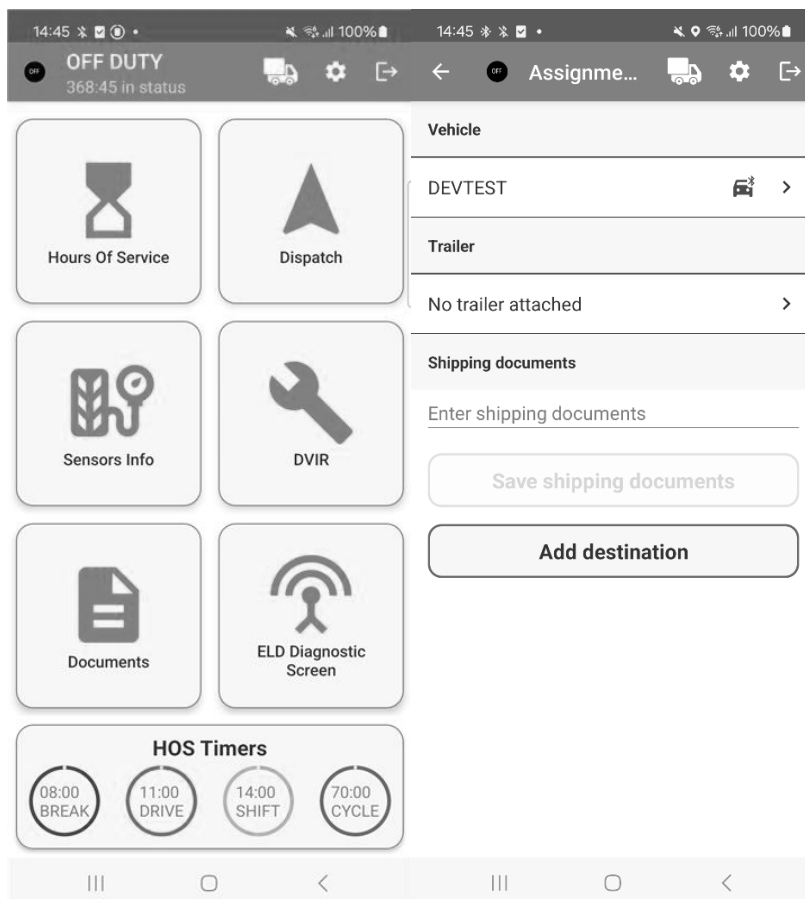 14:45
100%
OFF
OFF DUTY
368:45 in status
Hours Of Service
Dispatch
Sensors Info
DVIR
Documents
ELD Diagnostic
Screen
HOS Timers
08:00
BREAK
11:00
DRIVE
14:00
SHIFT
70:00
CYCLE
14:45
100%
OFF
Assignme...
Vehicle
DEVTEST
Trailer
No trailer attached
Shipping documents
Enter shipping documents
Save shipping documents
Add destination